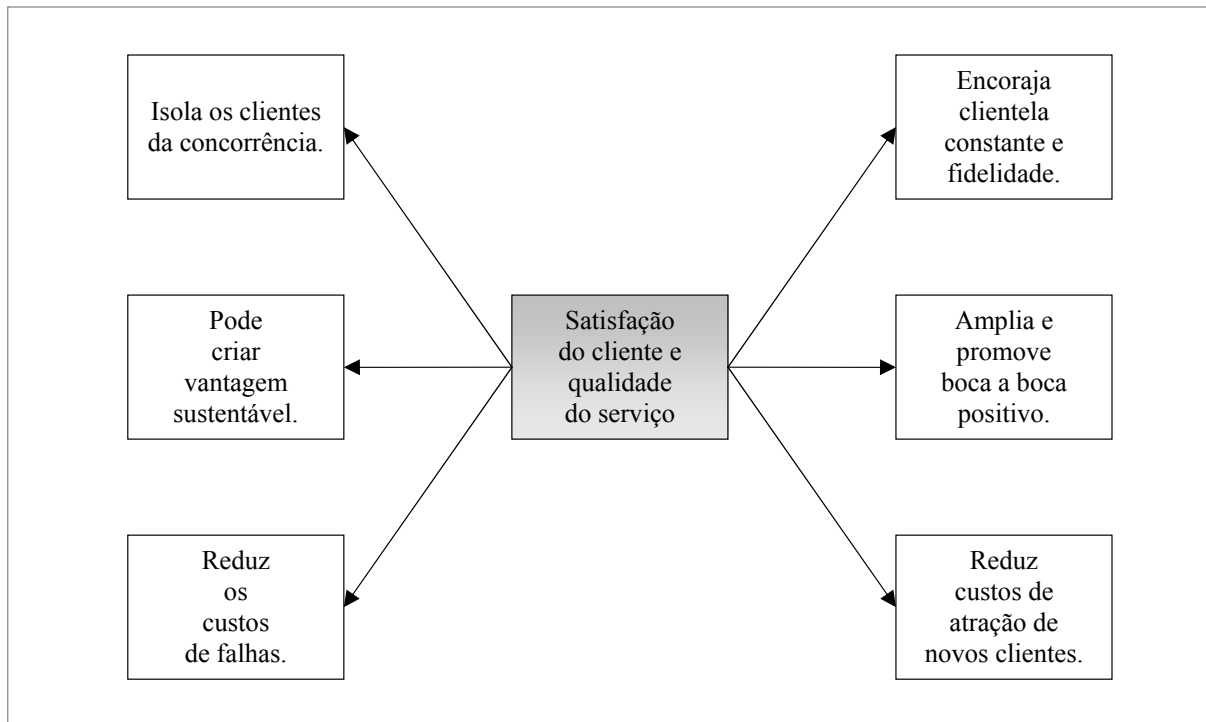 Isola os clientes
da concorrência.
Encoraja
clientela
constante e
fidelidade.
Pode
criar
vantagem
sustentável.
Satisfação
do cliente e
qualidade
do serviço
Amplia e
promove
boca a boca
positivo.
Reduz
os
custos
de falhas.
Reduz
custos de
atração de
novos clientes.